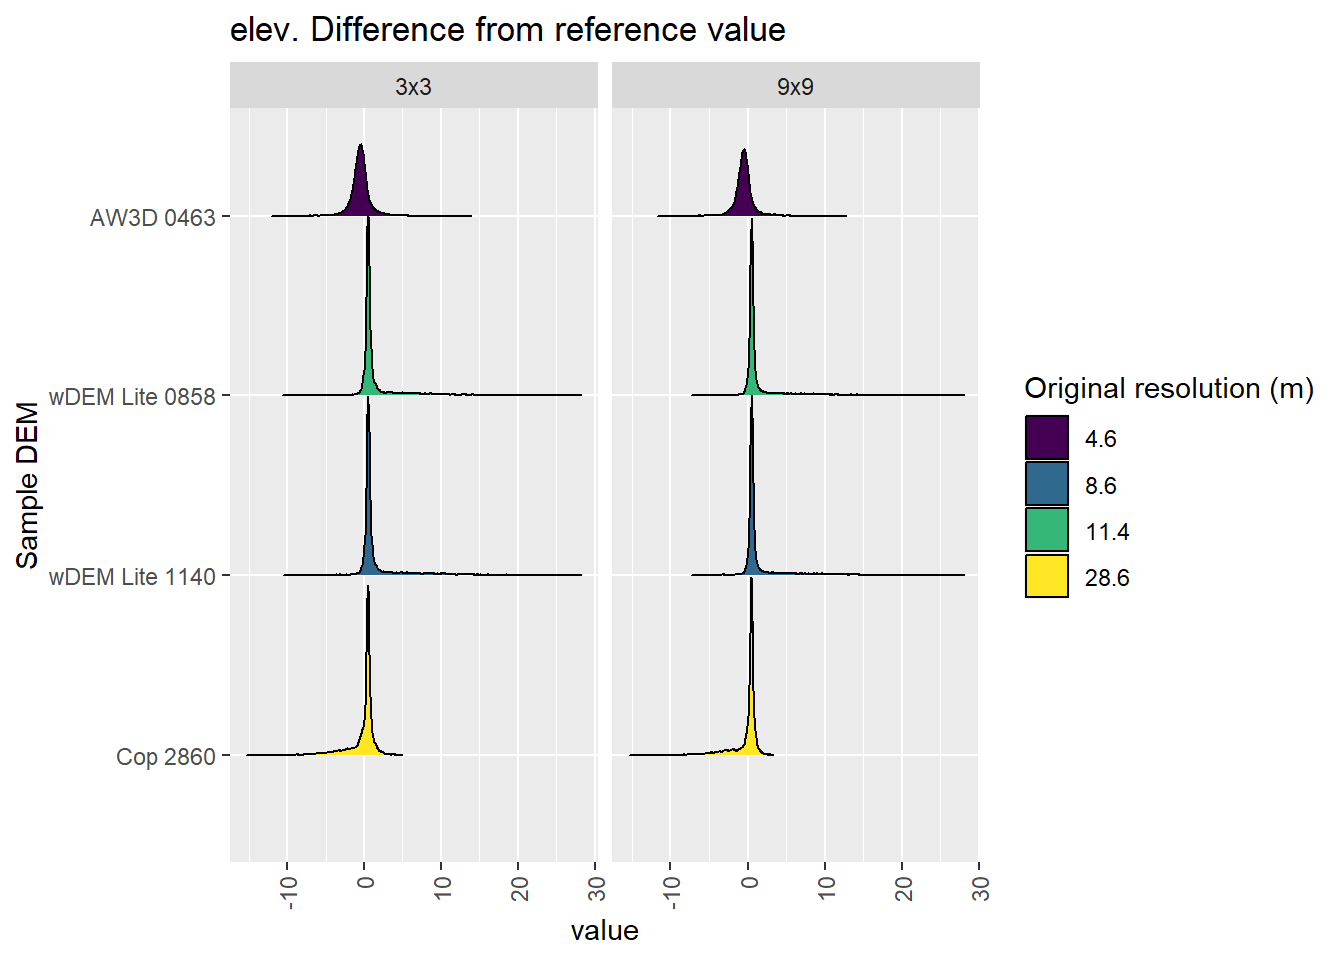 elev. Difference from reference value
3x3
9x9
Sample DEM
AW3D 0463
wDEM Lite 0858
wDEM Lite 1140
Cop 2860
-10
0
10
20
30
-10
0
10
20
30
value
Original resolution (m)
4.6
8.6
11.4
28.6